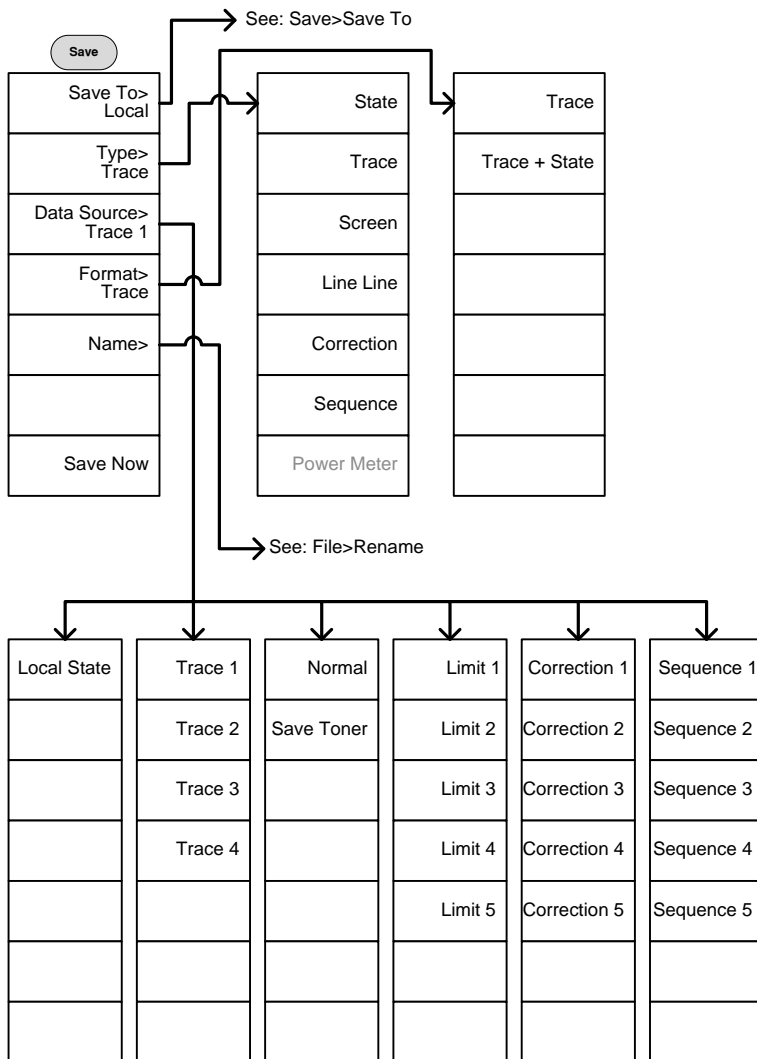 See: Save>Save To
Save
Save To>
Local
Type>
Trace
Data Source>
Trace 1
Format>
Trace
Name>
Save Now
State
Trace
Screen
Line Line
Correction
Sequence
Power Meter
Trace
Trace + State
See: File>Rename
Local State
Trace 1
Trace 2
Trace 3
Trace 4
Normal
Save Toner
Limit 1
Limit 2
Limit 3
Limit 4
Limit 5
Correction 1
Correction 2
Correction 3
Correction 4
Correction 5
Sequence 1
Sequence 2
Sequence 3
Sequence 4
Sequence 5